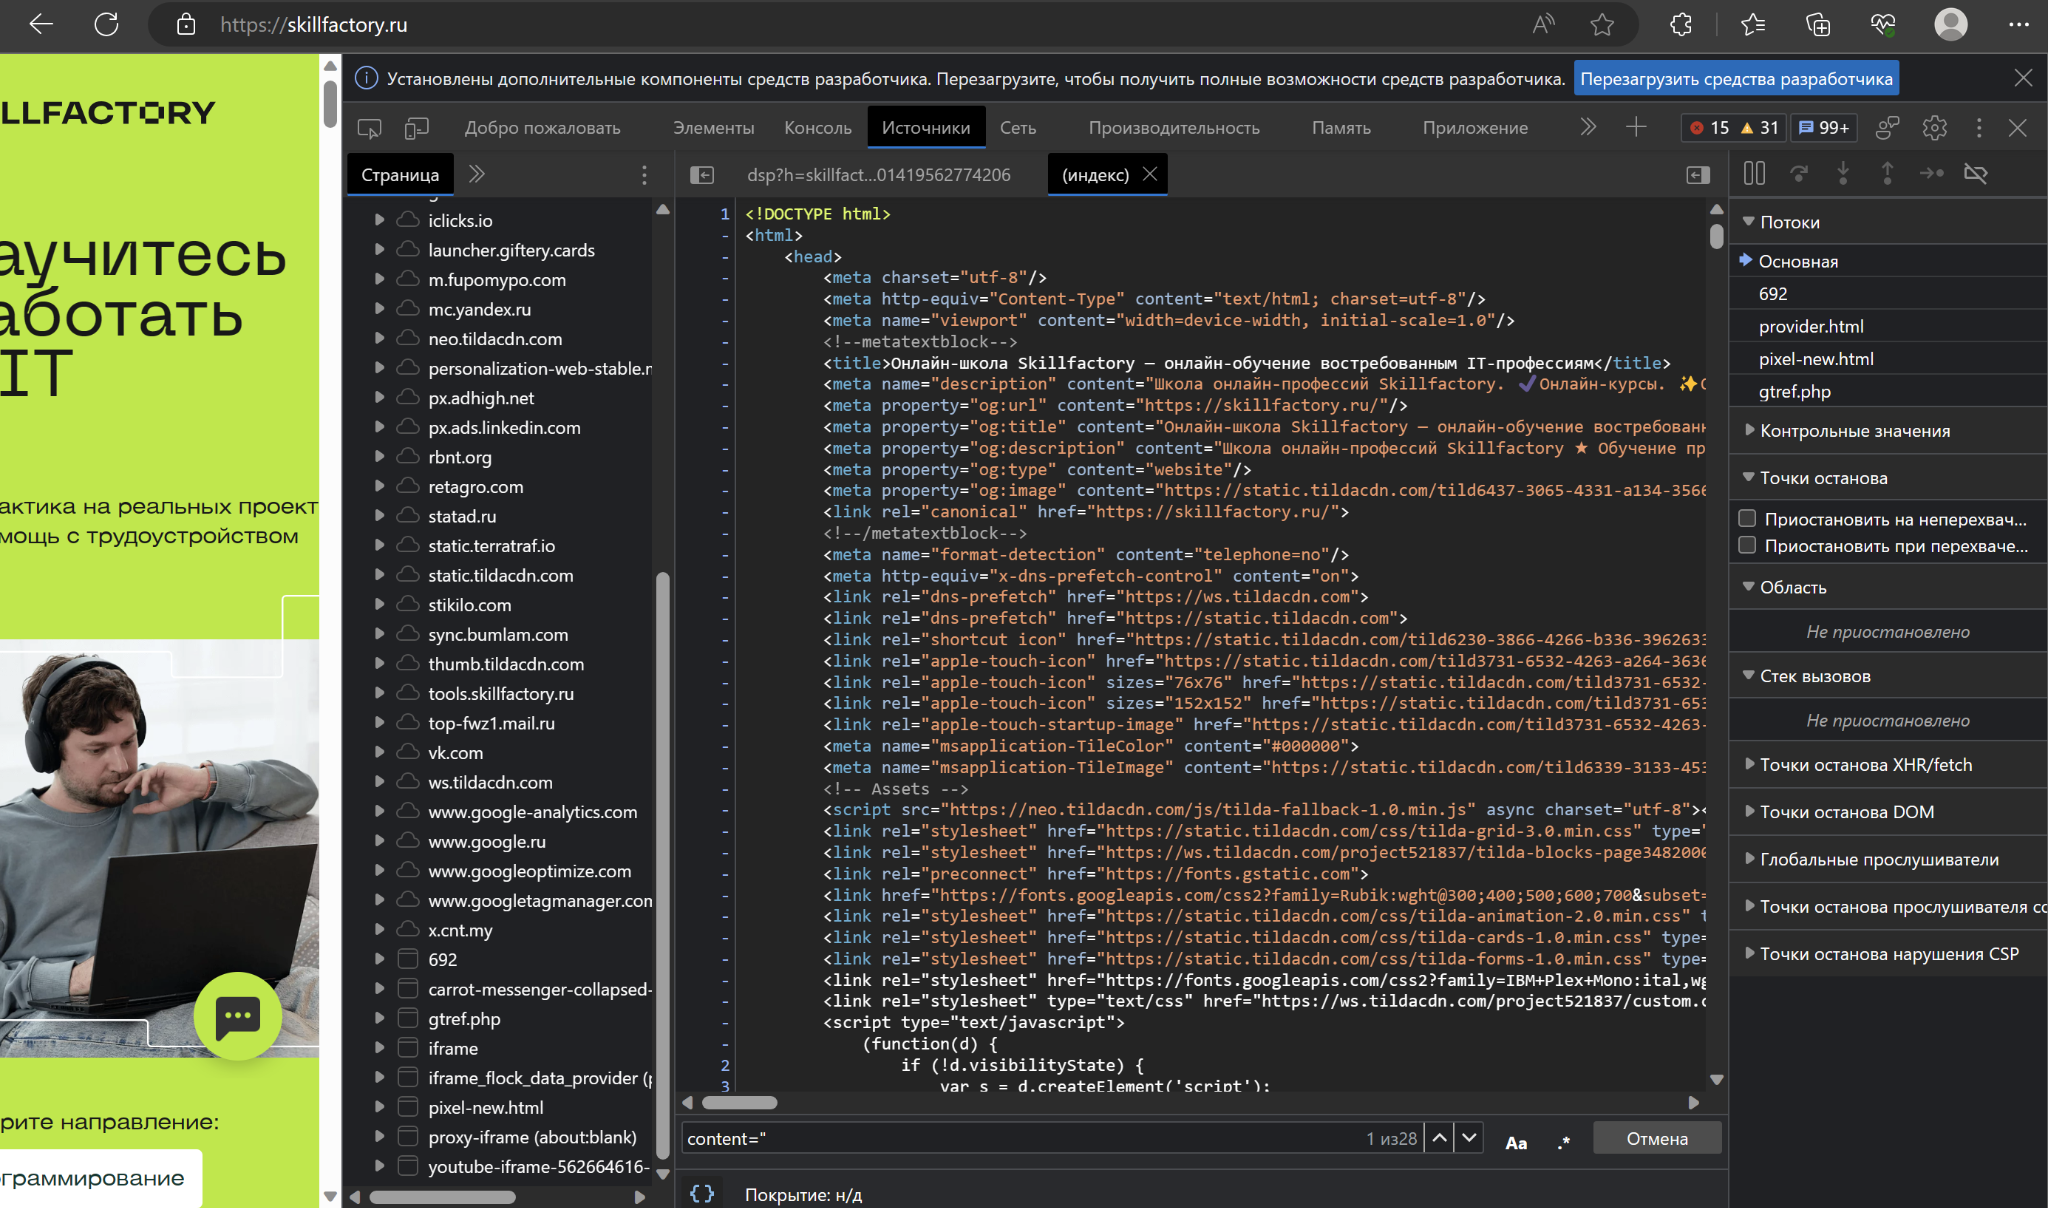 https://skillfactory.ru
LLFACTORY
аучитесь
аботать
IT
актика на реальных проект
мощь с трудоустройством
рите направление:
граммирование
Установлены дополнительные компоненты средств разработчика. Перезагрузите, чтобы получить полные возможности средств разработчика.
Перезагрузить средства разработчика
Добро пожаловать
Элементы
Консоль
Источники
Сеть
Производительность
Память
Приложение
15
31
99+
Страница
iclicks.io
launcher.giftery.cards
m.fupomypo.com
mc.yandex.ru
neo.tildacdn.com
personalization-web-stable.r
px.adhigh.net
px.ads.linkedin.com
rbnt.org
retagro.com
statad.ru
static.terratraf.io
static.tildacdn.com
stikilo.com
sync.bumlam.com
thumb.tildacdn.com
tools.skillfactory.ru
top-fwz1.mail.ru
vk.com
ws.tildacdn.com
www.google-analytics.com
www.google.ru
www.googleoptimize.com
www.googletagmanager.con
x.cnt.my
692
carrot-messenger-collapsed-
gtref.php
iframe
iframe_flock_data_provider (
pixel-new.html
proxy-iframe (about:blank)
youtube-iframe-562664616-
dsp?h=skillfact...01419562774206
(индекс)
1 <!DOCTYPE html>
- <html>
- <head>
- <meta charset="utf-8"/>
- <meta http-equiv="Content-Type" content="text/html; charset=utf-8"/>
- <meta name="viewport" content="width=device-width, initial-scale=1.0"/>
- <!--metatextblock-->
- <title>Онлайн-школа Skillfactory — онлайн-обучение востребованным IT-профессиям</title>
- <meta name="description" content="Школа онлайн-профессий Skillfactory. ✔Онлайн-курсы. ✨С
- <meta property="og:url" content="https://skillfactory.ru/"/>
- <meta property="og:title" content="Онлайн-школа Skillfactory — онлайн-обучение востребован
- <meta property="og:description" content="Школа онлайн-профессий Skillfactory ★ Обучение пр
- <meta property="og:type" content="website"/>
- <meta property="og:image" content="https://static.tildacdn.com/tild6437-3065-4331-a134-3566
- <link rel="canonical" href="https://skillfactory.ru/">
- <!--/metatextblock-->
- <meta name="format-detection" content="telephone=no"/>
- <meta http-equiv="x-dns-prefetch-control" content="on">
- <link rel="dns-prefetch" href="https://ws.tildacdn.com">
- <link rel="dns-prefetch" href="https://static.tildacdn.com">
- <link rel="shortcut icon" href="https://static.tildacdn.com/tild6230-3866-4266-b336-3962633
- <link rel="apple-touch-icon" href="https://static.tildacdn.com/tild3731-6532-4263-a264-3636
- <link rel="apple-touch-icon" sizes="76x76" href="https://static.tildacdn.com/tild3731-6532-
- <link rel="apple-touch-icon" sizes="152x152" href="https://static.tildacdn.com/tild3731-653
- <link rel="apple-touch-startup-image" href="https://static.tildacdn.com/tild3731-6532-4263-
- <meta name="msapplication-TileColor" content="#000000">
- <meta name="msapplication-TileImage" content="https://static.tildacdn.com/tild6339-3133-453
- <!-- Assets -->
- <script src="https://neo.tildacdn.com/js/tilda-fallback-1.0.min.js" async charset="utf-8"><
- <link rel="stylesheet" href="https://static.tildacdn.com/css/tilda-grid-3.0.min.css" type="
- <link rel="stylesheet" href="https://ws.tildacdn.com/project521837/tilda-blocks-page3482000
- <link rel="preconnect" href="https://fonts.gstatic.com">
- <link href="https://fonts.googleapis.com/css2?family=Rubik:wght@300;400;500;600;700&subset=
- <link rel="stylesheet" href="https://static.tildacdn.com/css/tilda-animation-2.0.min.css" t
- <link rel="stylesheet" href="https://static.tildacdn.com/css/tilda-cards-1.0.min.css" type=
- <link rel="stylesheet" href="https://static.tildacdn.com/css/tilda-forms-1.0.min.css" type=
- <link rel="stylesheet" href="https://fonts.googleapis.com/css2?family=IBM+Plex+Mono:ital,wg
- <link rel="stylesheet" type="text/css" href="https://ws.tildacdn.com/project521837/custom.c
- <script type="text/javascript">
- (function(d) {
2 if (!d.visibilityState) {
3 var s = d.createElement('script');
content="
1 из28
Aa
.*
Отмена
{ }
Покрытие: н/д
Потоки
Основная
692
provider.html
pixel-new.html
gtref.php
Контрольные значения
Точки останова
Приостановить на неперехвач...
Приостановить при перехваче...
Область
Не приостановлено
Стек вызовов
Не приостановлено
Точки останова XHR/fetch
Точки останова DOM
Глобальные прослушиватели
Точки останова прослушивателя сс
Точки останова нарушения CSP